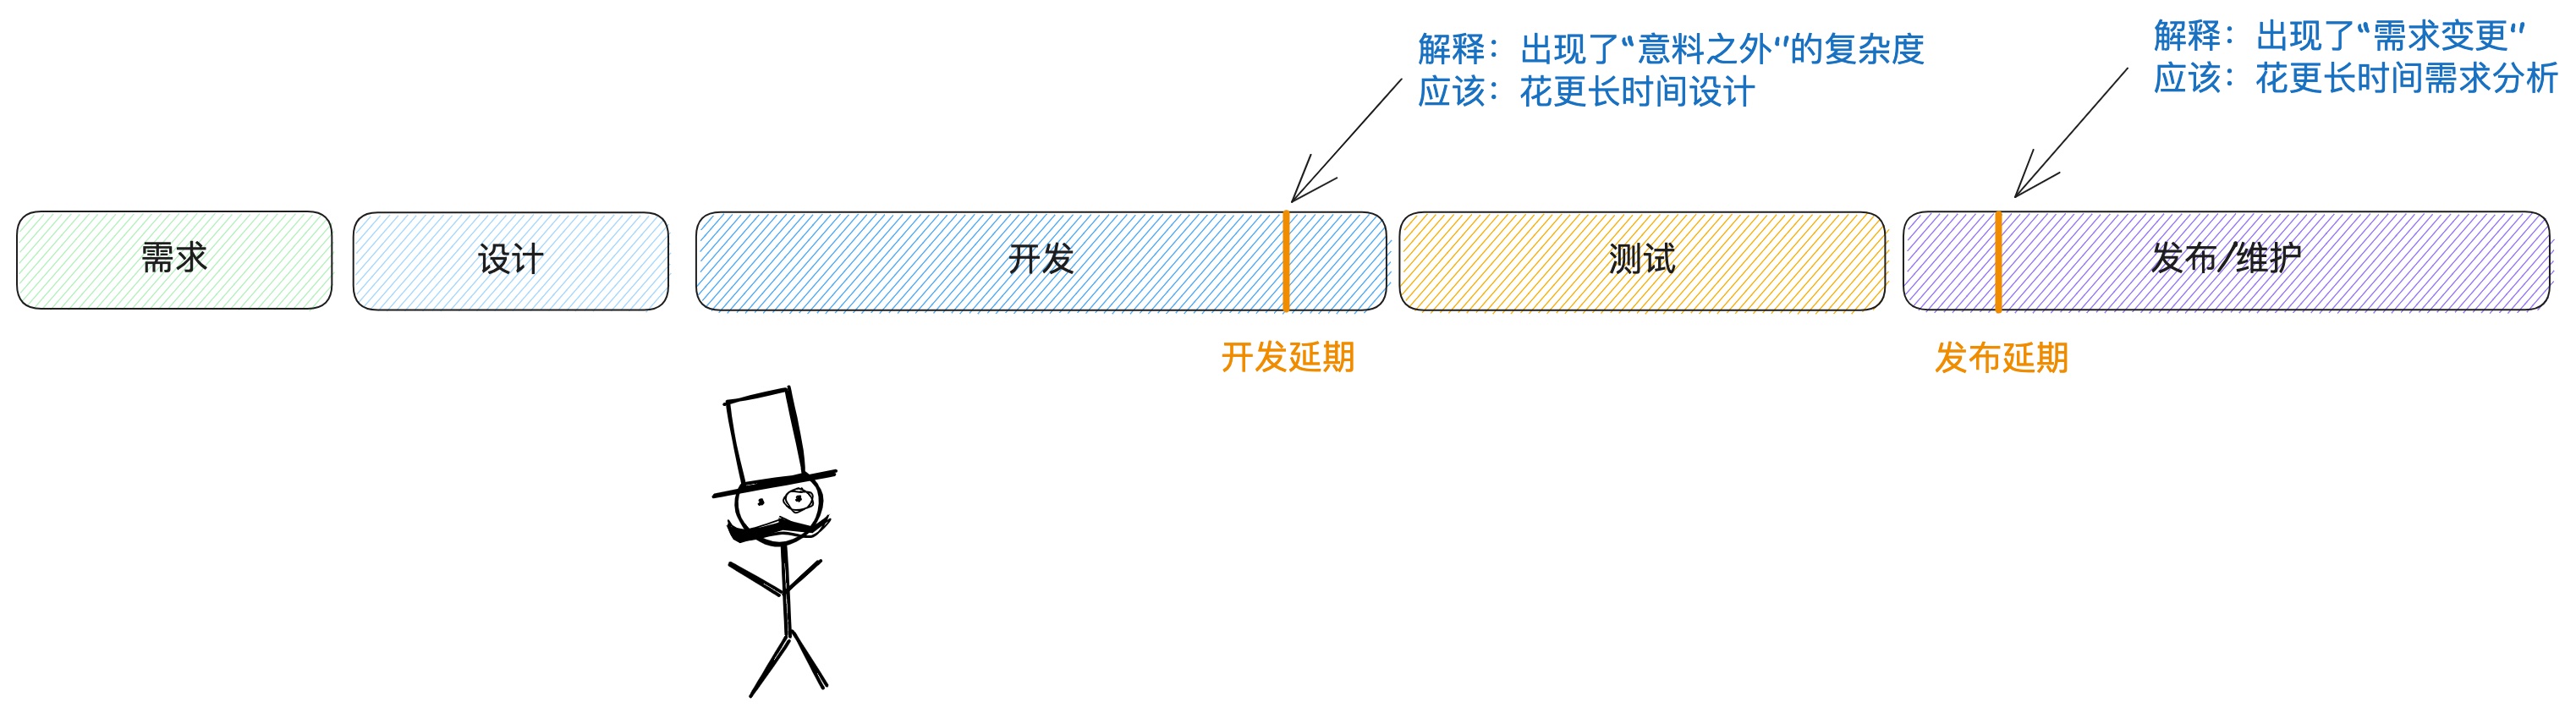 解释：出现了“意料之外”的复杂度
应该：花更长时间设计
解释：出现了“需求变更”
应该：花更长时间需求分析
需求
设计
开发
测试
发布/维护
开发延期
发布延期